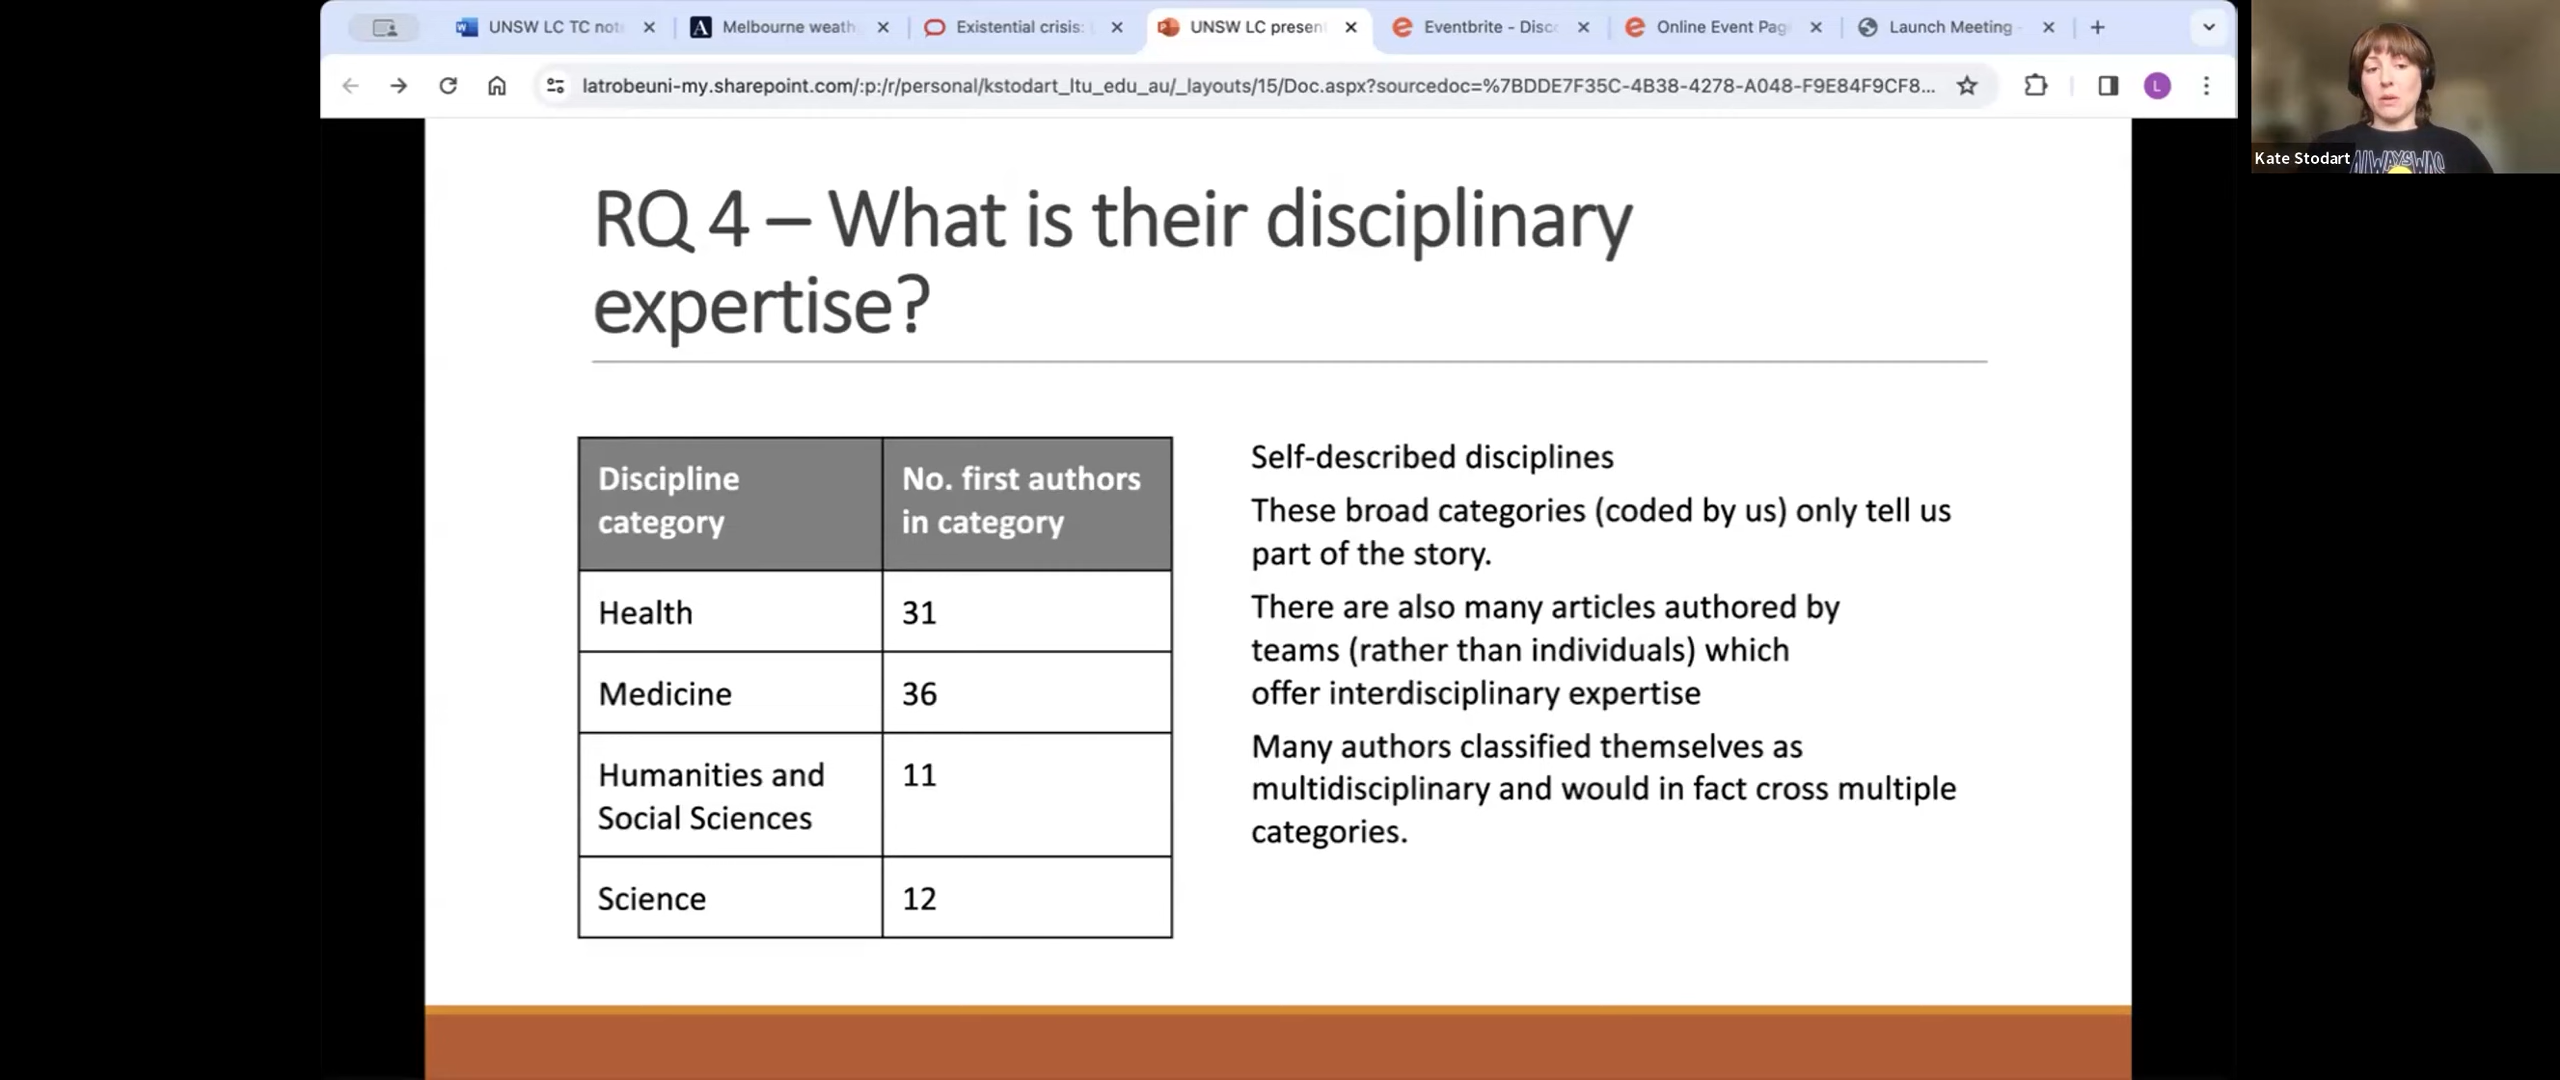 UNSW LC TC not
Melbourne weath
Existential crisis:
UNSW LC presen
Eventbrite - Disc
Online Event Pag
Launch Meeting -
latrobeuni-my.sharepoint.com/:p:/r/personal/kstodart_ltu_edu_au/_layouts/15/Doc.aspx?sourcedoc=%7BDDE7F35C-4B38-4278-A048-F9E84F9CF8...
L
Kate Stodart
RQ 4 – What is their disciplinary
expertise?
Discipline
category
No. first authors
in category
Health
31
Medicine
36
Humanities and
Social Sciences
11
Science
12
Self-described disciplines
These broad categories (coded by us) only tell us
part of the story.
There are also many articles authored by
teams (rather than individuals) which
offer interdisciplinary expertise
Many authors classified themselves as
multidisciplinary and would in fact cross multiple
categories.